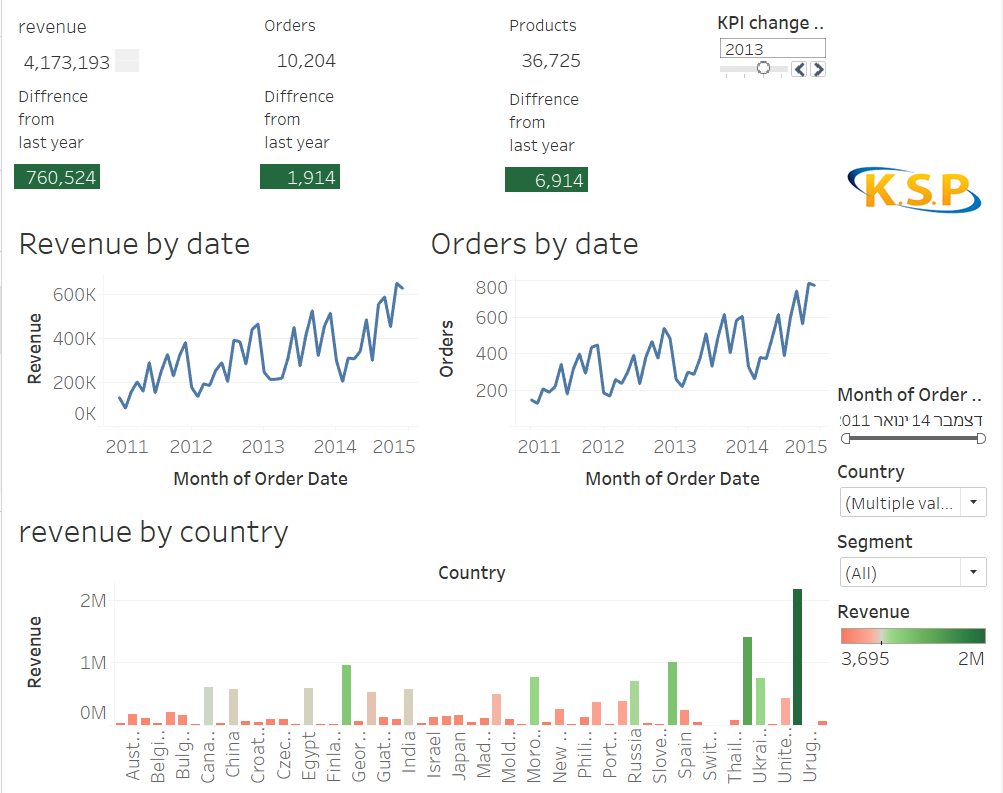 revenue
4,173,193
Diffrence
from
last year
760,524
Orders
10,204
Diffrence
from
last year
1,914
Products
36,725
Diffrence
from
last year
6,914
KPI change ..
2013
K.S.P
Revenue by date
Revenue
600K
400K
200K
0K
2011
2012
2013
2014
2015
Month of Order Date
Orders by date
Orders
800
600
400
200
2011
2012
2013
2014
2015
Month of Order Date
Month of Order ..
דצמבר 14 ינואר 2011
Country
(Multiple val...
Segment
(All)
Revenue
3,695
2M
revenue by country
Country
Revenue
2M
1M
0M
Aust..
Belgi..
Bulg..
Cana..
China
Croat..
Czec..
Egypt
Finla..
Geor..
Guat..
India
Israel
Japan
Mad..
Mold..
Moro..
New ..
Phili..
Port..
Russia
Slove..
Spain
Swit..
Thail..
Ukrai..
Unite..
Urug..